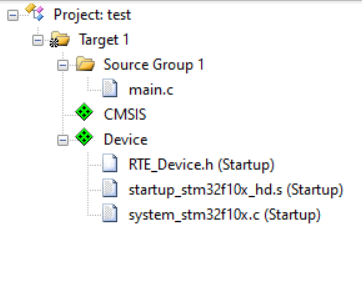 Project: test
Target 1
Source Group 1
main.c
CMSIS
Device
RTE_Device.h (Startup)
startup_stm32f10x_hd.s (Startup)
system_stm32f10x.c (Startup)